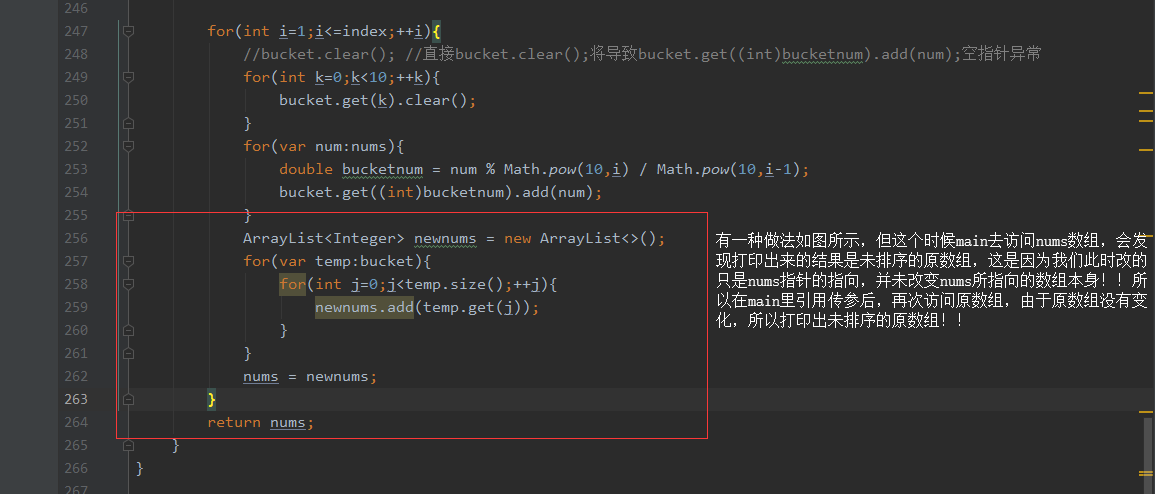 246
247 for(int i=1;i<=index;++i){
248 //bucket.clear(); //直接bucket.clear();将导致bucket.get((int)bucketnum).add(num);空指针异常
249 for(int k=0;k<10;++k){
250 bucket.get(k).clear();
251 }
252 for(var num:nums){
253 double bucketnum = num % Math.pow(10,i) / Math.pow(10,i-1);
254 bucket.get((int)bucketnum).add(num);
255 }
256 ArrayList<Integer> newnums = new ArrayList<>();
257 for(var temp:bucket){
258 for(int j=0;j<temp.size();++j){
259 newnums.add(temp.get(j));
260 }
261 }
262 nums = newnums;
263 }
264 return nums;
265 }
266 }
267
有一种做法如图所示，但这个时候main去访问nums数组，会发
现打印出来的结果是未排序的原数组，这是因为我们此时改的
只是nums指针的指向，并未改变nums所指向的数组本身！！所
以在main里引用传参后，再次访问原数组，由于原数组没有变
化，所以打印出未排序的原数组！！